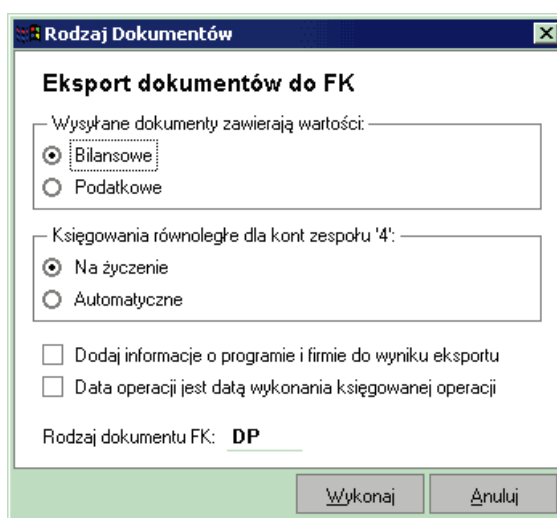 Rodzaj Dokumentów
Eksport dokumentów do FK
Wysyłane dokumenty zawierają wartości:
Bilansowe
Podatkowe
Księgowania równoległe dla kont zespołu '4':
Na życzenie
Automatyczne
Dodaj informacje o programie i firmie do wyniku eksportu
Data operacji jest datą wykonania księgowanej operacji
Rodzaj dokumentu FK: DP
Wykonaj Anuluj